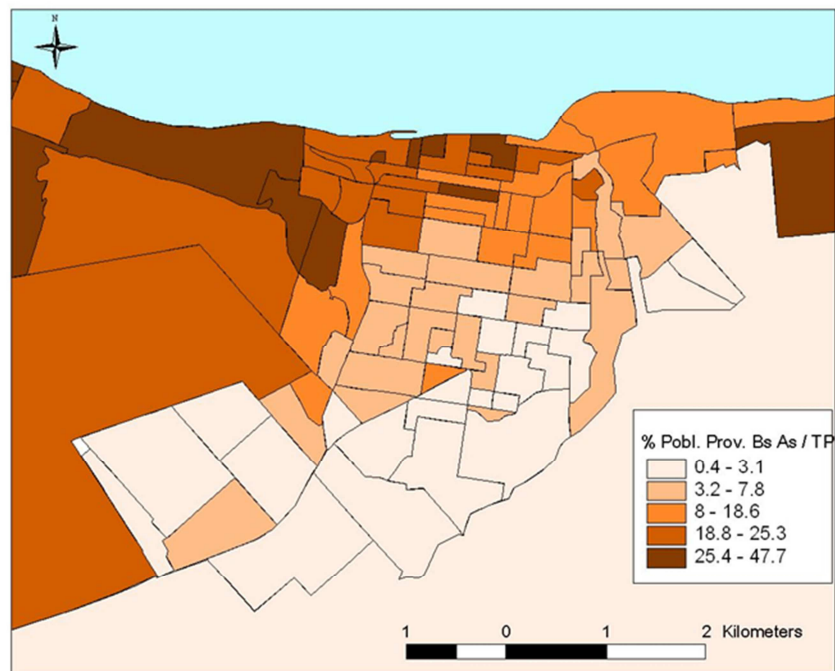 N
% Pobl. Prov. Bs As / TP
0.4 - 3.1
3.2 - 7.8
8 - 18.6
18.8 - 25.3
25.4 - 47.7
1 0 1 2 Kilometers